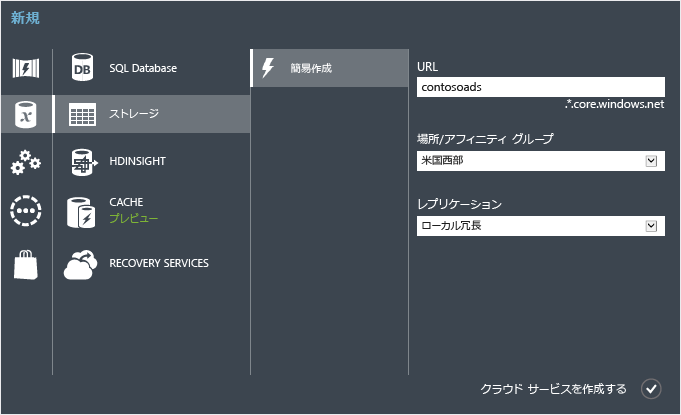 新規
SQL Database
ストレージ
HDINSIGHT
CACHE
プレビュー
RECOVERY SERVICES
簡易作成
URL
contosoads
.*.core.windows.net
場所/アフィニティ グループ
米国西部
レプリケーション
ローカル冗長
クラウド サービスを作成する